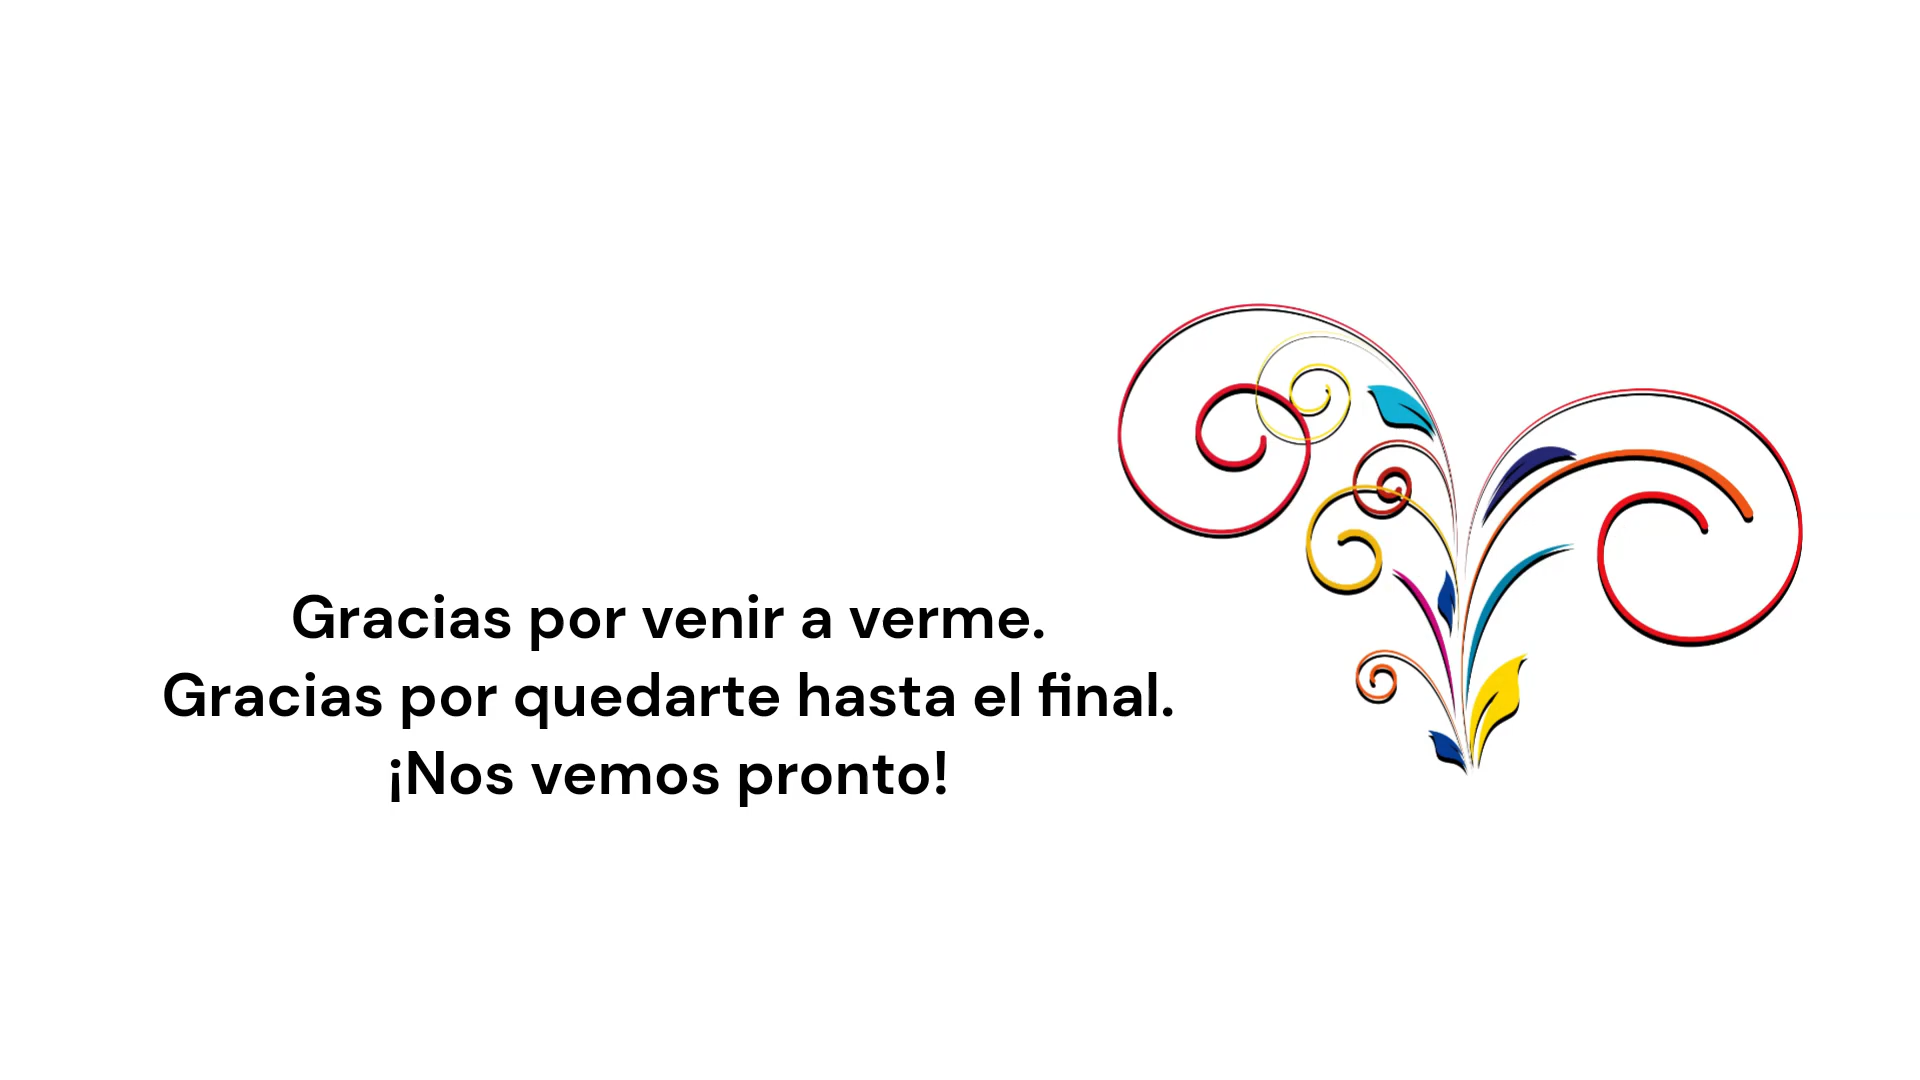 Gracias por venir a verme.
Gracias por quedarte hasta el final.
¡Nos vemos pronto!